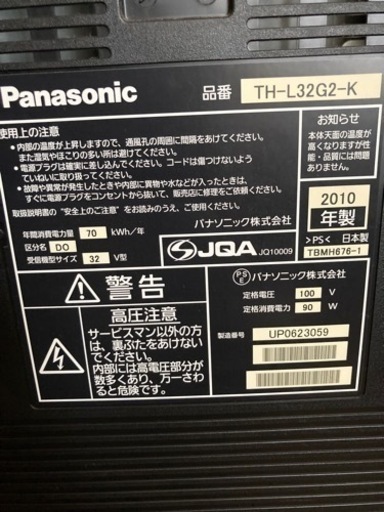 Panasonic 品番 TH-L32G2-K
使用上の注意
・内部の温度が上昇しますので、通風孔の周囲に間隔をあけてください。
また湿気やほこりの多い所は避けてください。
・電源プラグは確実に差し込んでください。コードは傷つけないよう
ていねいに取り扱ってください。
・故障や異常が発生したときや内部に異物や水などが入ったときは、
すぐに電源プラグをコンセントから抜いて、販売店に修理をご依頼ください。
取扱説明書の“安全上のご注意”をお読みのうえ、ご使用ください。
パナソニック株式会社
お知らせ
本体天面の温度が
高くなりますが性
能・品質には問題
ございません。
2010
年製
>PS< 日本製
TBMH676-1
年間消費電力量 70 kWh/年
区分名 DO
受信機型サイズ 32 V型
JQA JQ10009
警告
高圧注意
サービスマン以外の方
は、裏ぶたをあけない
でください。
内部には高電圧部分が
数多くあり、万一さわ
ると危険です。
PS
E パナソニック株式会社
定格電圧 100 V
定格消費電力 90 W
製造番号 UP0623059